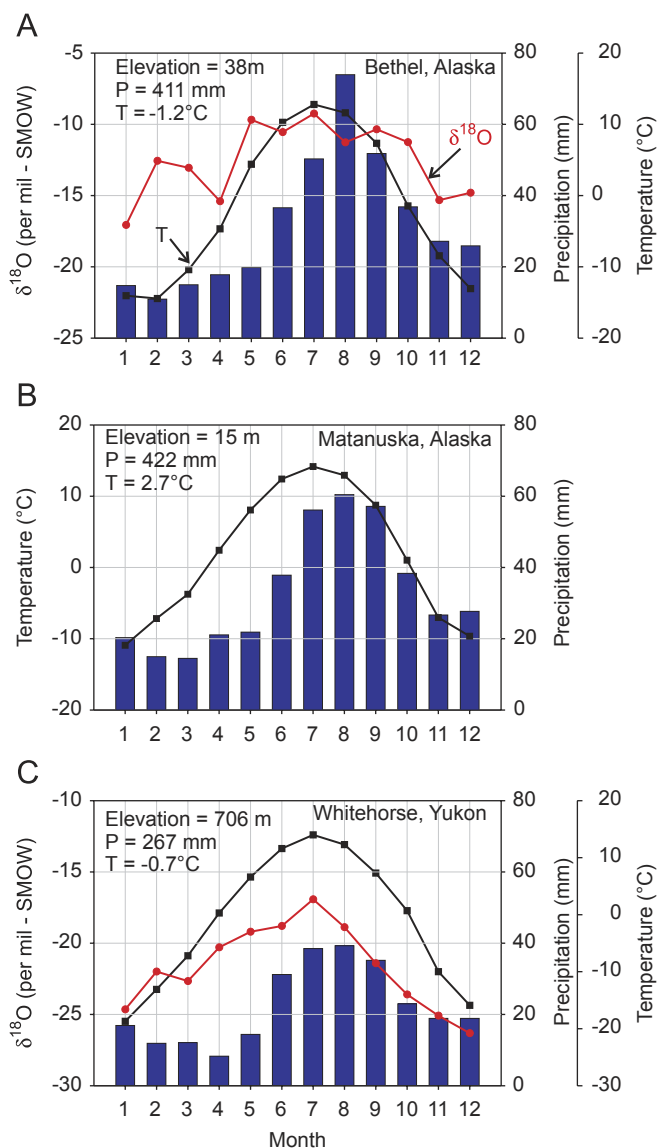 A
Elevation = 38m
P = 411 mm
T = -1.2°C
Bethel, Alaska
δ18O
T
-5
-10
-15
-20
-25
δ18O (per mil - SMOW)
80
60
40
20
0
Precipitation (mm)
20
10
0
-10
-20
Temperature (°C)
1 2 3 4 5 6 7 8 9 10 11 12
B
Elevation = 15 m
P = 422 mm
T = 2.7°C
Matanuska, Alaska
20
10
0
-10
-20
Temperature (°C)
80
60
40
20
0
Precipitation (mm)
1 2 3 4 5 6 7 8 9 10 11 12
C
Elevation = 706 m
P = 267 mm
T = -0.7°C
Whitehorse, Yukon
-10
-15
-20
-25
-30
δ18O (per mil - SMOW)
80
60
40
20
0
Precipitation (mm)
20
10
0
-10
-20
-30
Temperature (°C)
1 2 3 4 5 6 7 8 9 10 11 12
Month